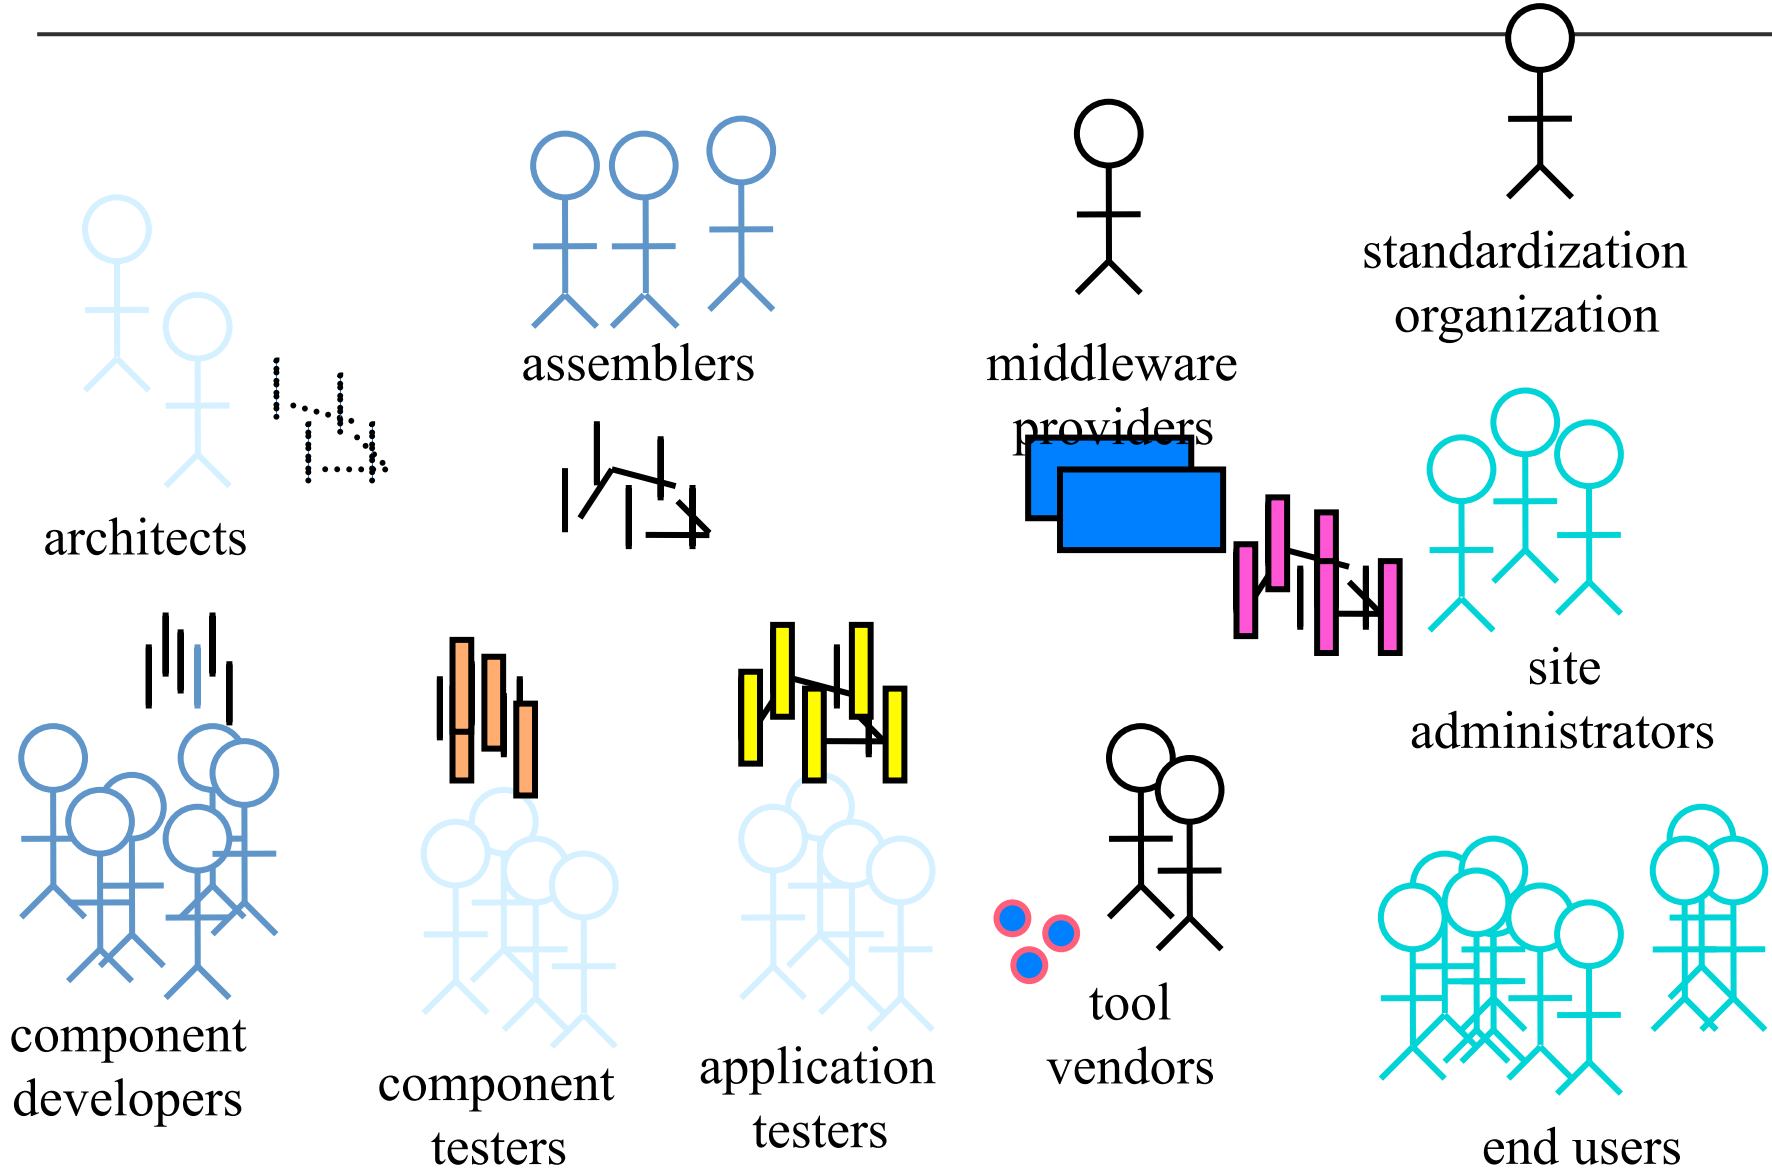 standardization
organization
assemblers
middleware
providers
architects
site
administrators
component
developers
component
testers
application
testers
tool
vendors
end users